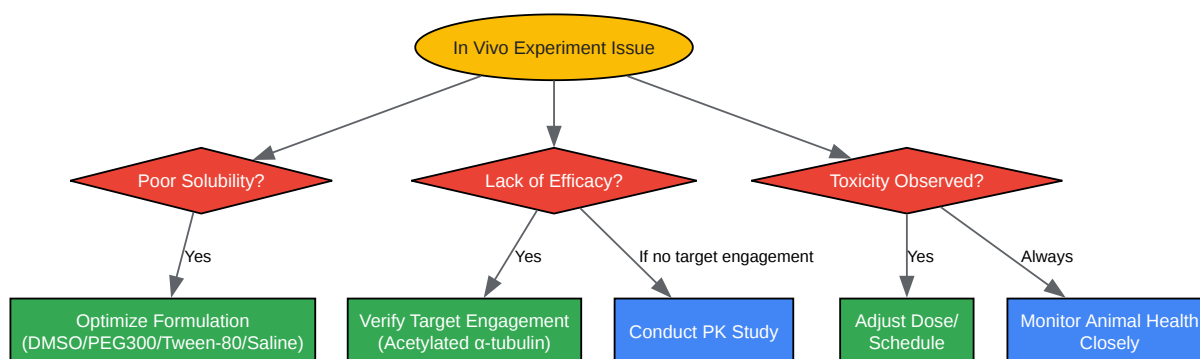 In Vivo Experiment Issue
Poor Solubility?
Lack of Efficacy?
Toxicity Observed?
Yes
Yes
If no target engagement
Yes
Always
Optimize Formulation
(DMSO/PEG300/Tween-80/Saline)
Verify Target Engagement
(Acetylated α-tubulin)
Conduct PK Study
Adjust Dose/
Schedule
Monitor Animal Health
Closely